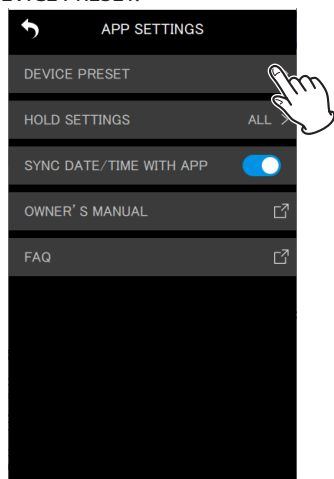 APP SETTINGS
DEVICE PRESET
HOLD SETTINGS ALL >
SYNC DATE/TIME WITH APP
OWNER'S MANUAL
FAQ